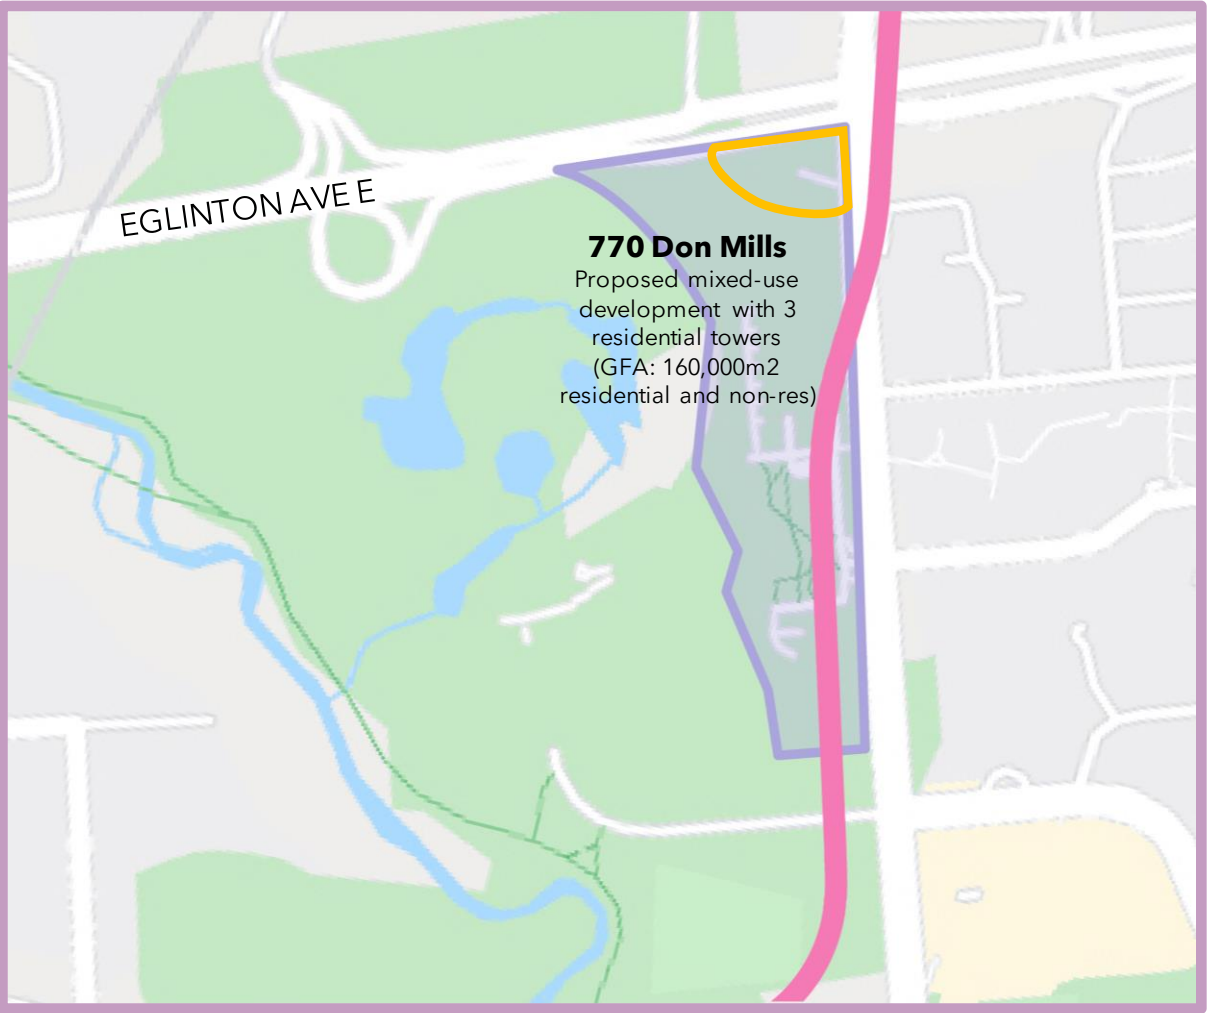 EGLINTON AVE E
770 Don Mills
Proposed mixed-use
development with 3
residential towers
(GFA: 160,000m2
residential and non-res)